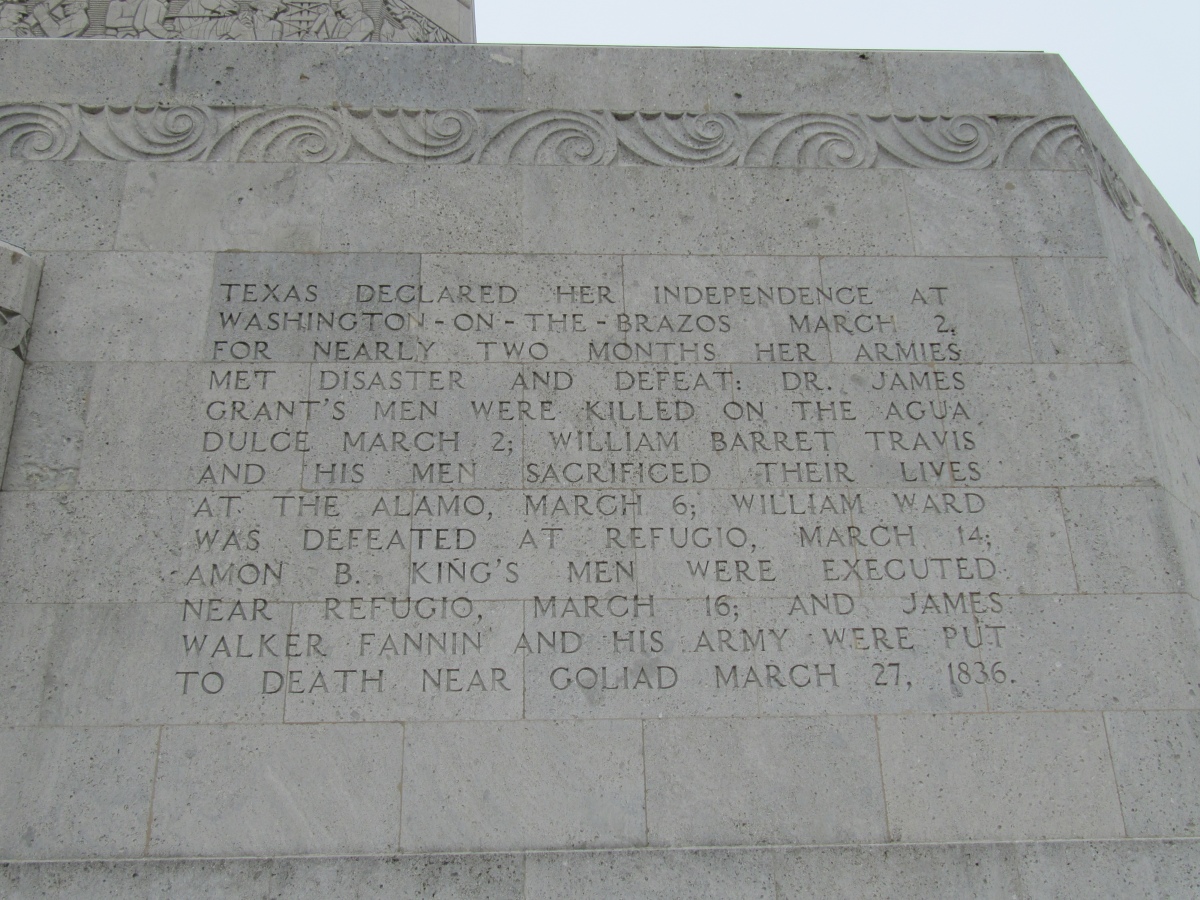 TEXAS DECLARED HER INDEPENDENCE AT
WASHINGTON-ON-THE-BRAZOS MARCH 2,
FOR NEARLY TWO MONTHS HER ARMIES
MET DISASTER AND DEFEAT: DR. JAMES
GRANT'S MEN WERE KILLED ON THE AGUA
DULCE MARCH 2; WILLIAM BARRET TRAVIS
AND HIS MEN SACRIFICED THEIR LIVES
AT THE ALAMO, MARCH 6; WILLIAM WARD
WAS DEFEATED AT REFUGIO, MARCH 14;
AMON B. KING'S MEN WERE EXECUTED
NEAR REFUGIO, MARCH 16; AND JAMES
WALKER FANNIN AND HIS ARMY WERE PUT
TO DEATH NEAR GOLIAD MARCH 27, 1836.